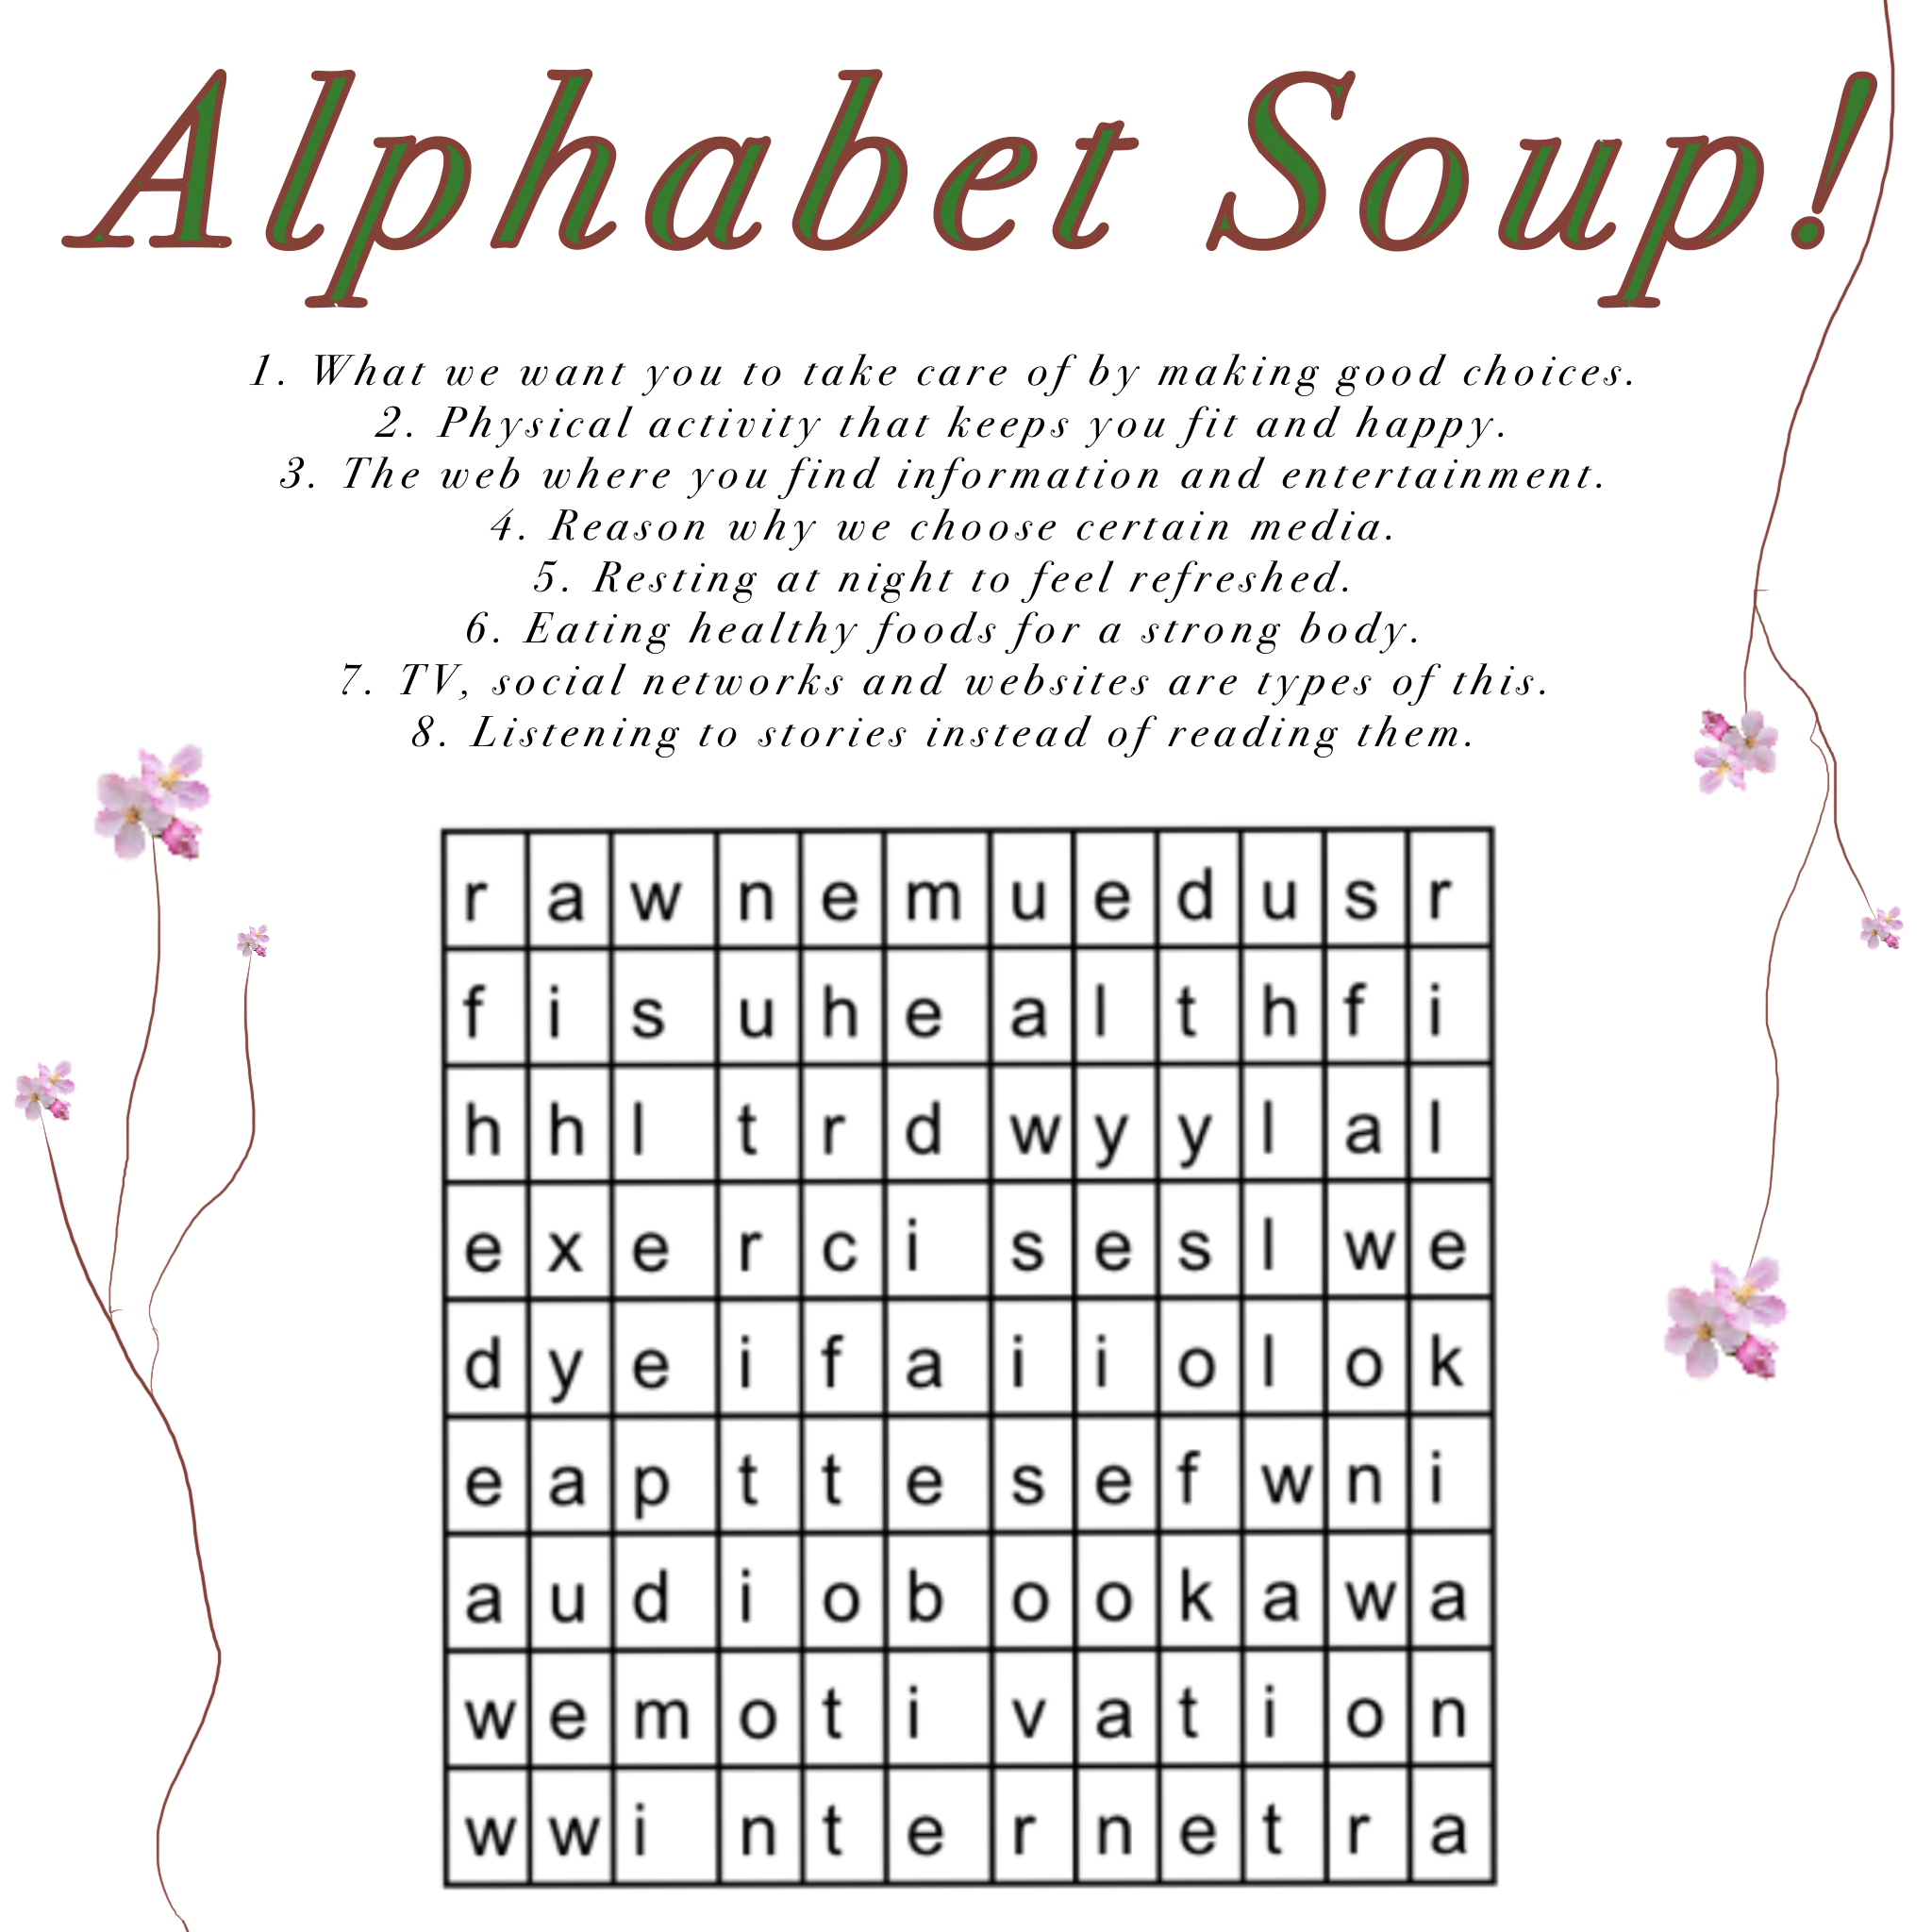 Alphabet Soup!
1. What we want you to take care of by making good choices.
2. Physical activity that keeps you fit and happy.
3. The web where you find information and entertainment.
4. Reason why we choose certain media.
5. Resting at night to feel refreshed.
6. Eating healthy foods for a strong body.
7. TV, social networks and websites are types of this.
8. Listening to stories instead of reading them.
r a w n e m u e d u s r
f i s u h e a l t h f i
h h l t r d w y y l a l
e x e r c i s e s l w e
d y e i f a i i o l o k
e a p t t e s e f w n i
a u d i o b o o k a w a
w e m o t i v a t i o n
w w i n t e r n e t r a